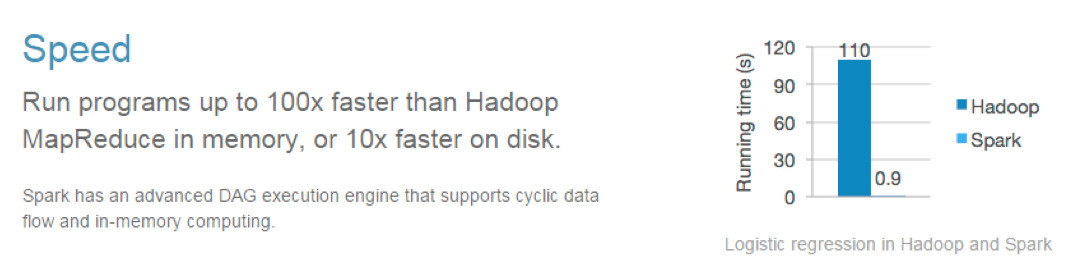 Speed
Run programs up to 100x faster than Hadoop
MapReduce in memory, or 10x faster on disk.
Spark has an advanced DAG execution engine that supports cyclic data
flow and in-memory computing.
Running time (s)
120
90
60
30
0
110
0.9
Hadoop
Spark
Logistic regression in Hadoop and Spark